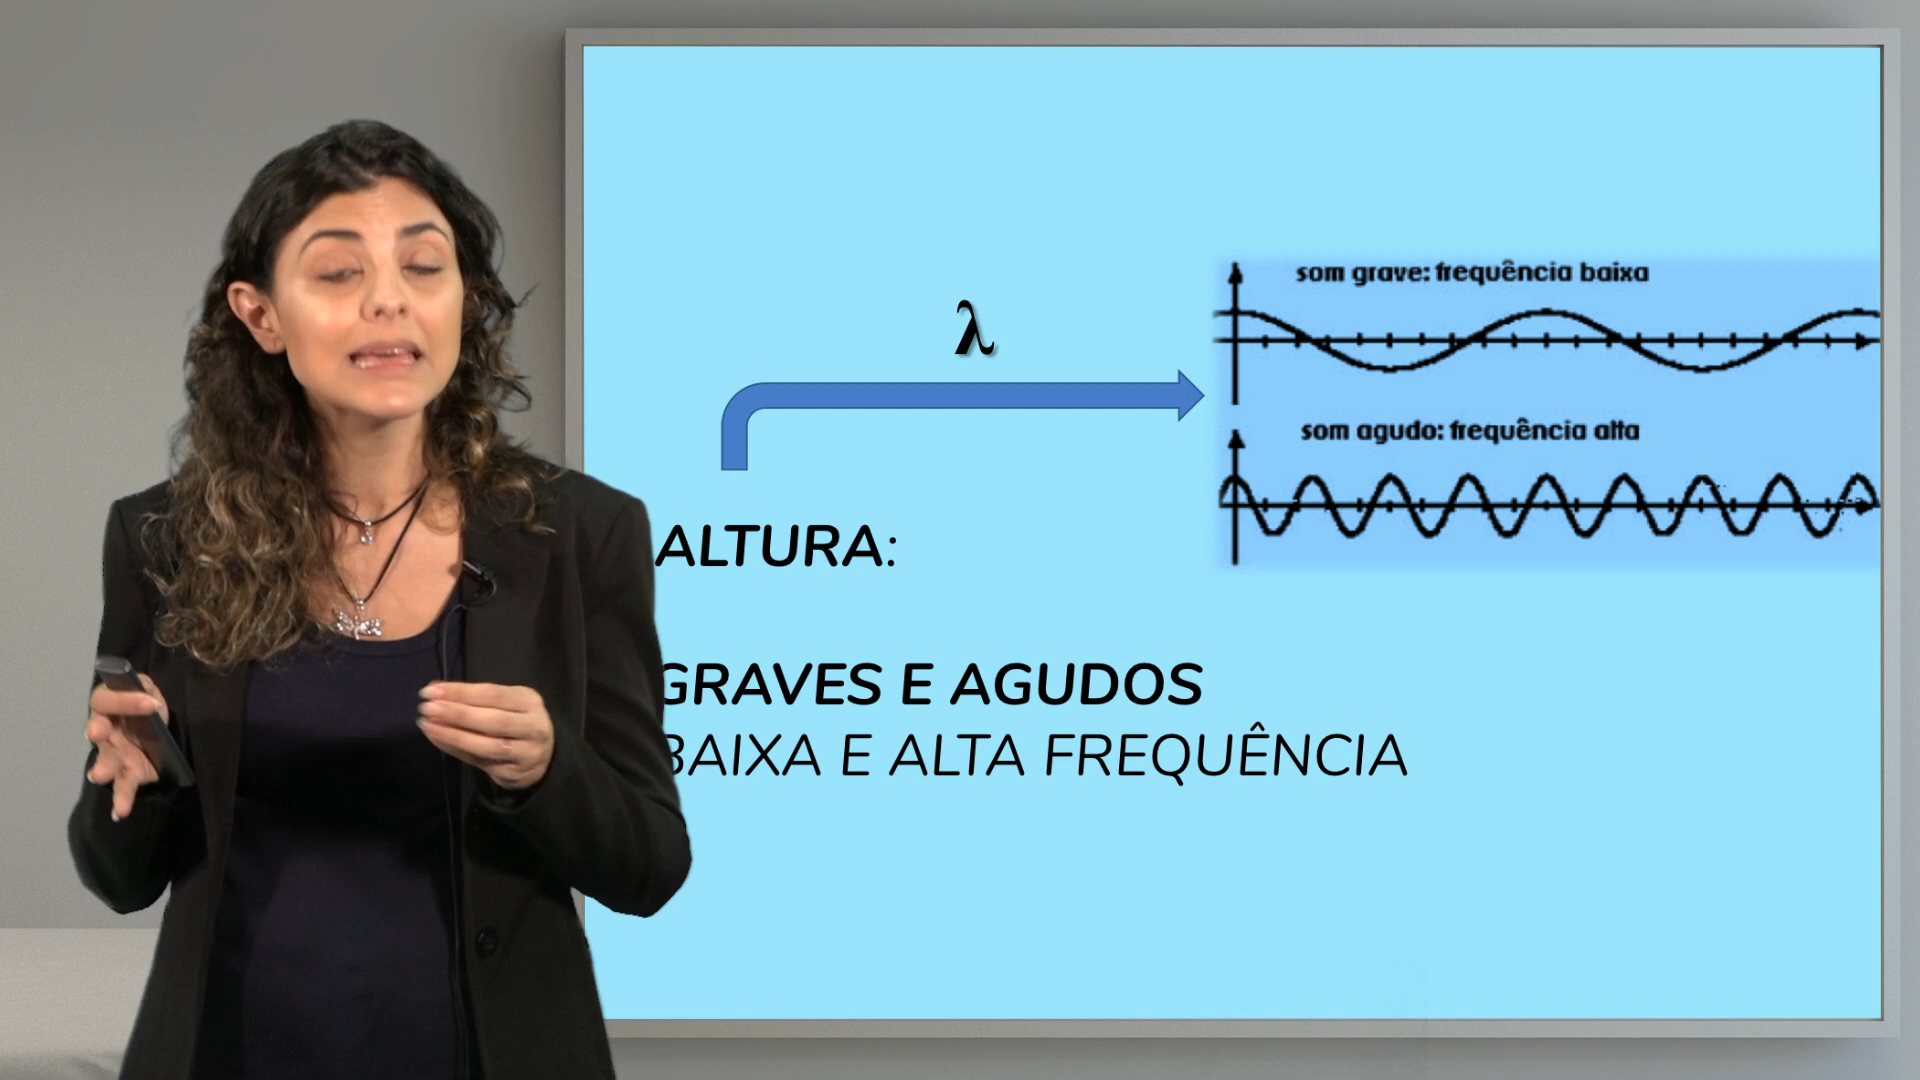 λ
som grave: frequência baixa
som agudo: frequência alta
ALTURA:
GRAVES E AGUDOS
BAIXA E ALTA FREQUÊNCIA